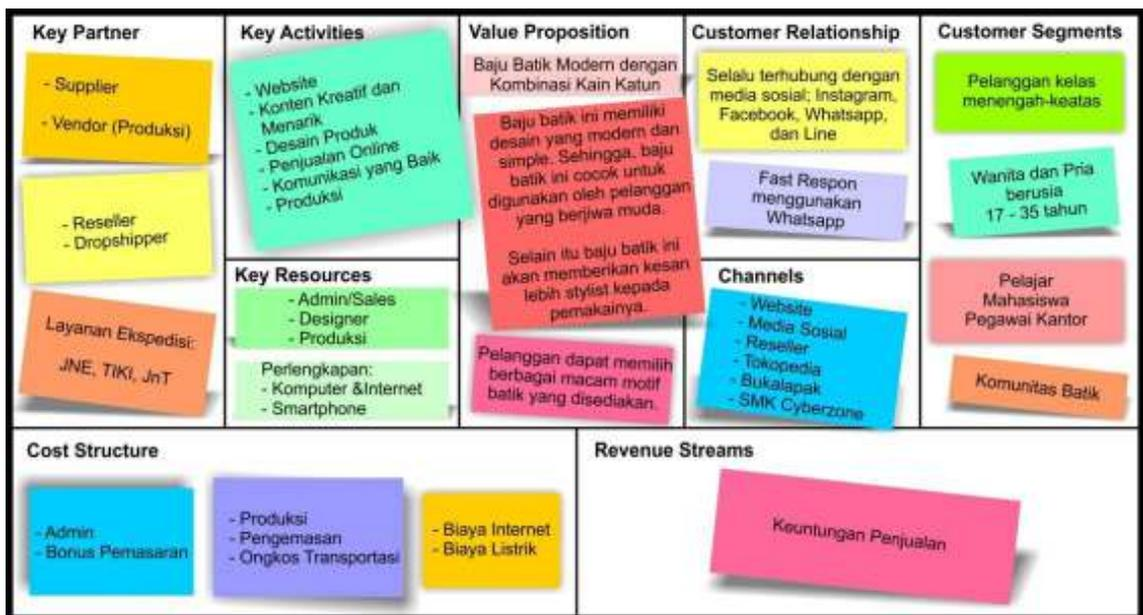 Key Partner
- Supplier
- Vendor (Produksi)
- Reseller
- Dropshipper
Layanan Ekspedisi:
JNE, TIKI, JnT
Key Activities
- Website
- Konten Kreatif dan
Menarik
- Desain Produk
- Penjualan Online
- Komunikasi yang Baik
- Produksi
Key Resources
- Admin/Sales
- Designer
- Produksi
Perlengkapan:
- Komputer &Internet
- Smartphone
Value Proposition
Baju Batik Modern dengan
Kombinasi Kain Katun
Baju batik ini memiliki
desain yang modern dan
simple. Sehingga, baju
batik ini cocok untuk
digunakan oleh pelanggan
yang berjiwa muda.
Selain itu baju batik ini
akan memberikan kesan
lebih stylist kepada
pemakainya.
Pelanggan dapat memilih
berbagai macam motif
batik yang disediakan.
Customer Relationship
Selalu terhubung dengan
media sosial; Instagram,
Facebook, Whatsapp,
dan Line
Fast Respon
menggunakan
Whatsapp
Channels
- Website
- Media Sosial
- Reseller
- Tokopedia
- Bukalapak
- SMK Cyberzone
Customer Segments
Pelanggan kelas
menengah-keatas
Wanita dan Pria
berusia
17 - 35 tahun
Pelajar
Mahasiswa
Pegawai Kantor
Komunitas Batik
Cost Structure
- Admin
- Bonus Pemasaran
- Produksi
- Pengemasan
- Ongkos Transportasi
- Biaya Internet
- Biaya Listrik
Revenue Streams
Keuntungan Penjualan